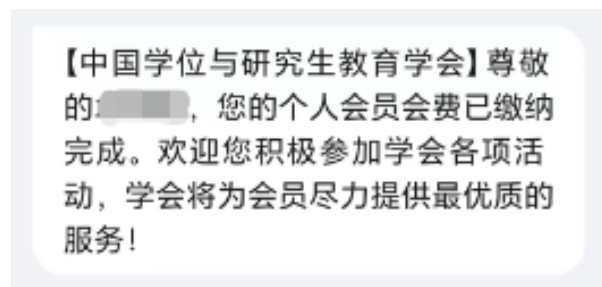 【中国学位与研究生教育学会】尊敬
的 ，您的个人会员会费已缴纳
完成。欢迎您积极参加学会各项活
动，学会将为会员尽力提供最优质的
服务！